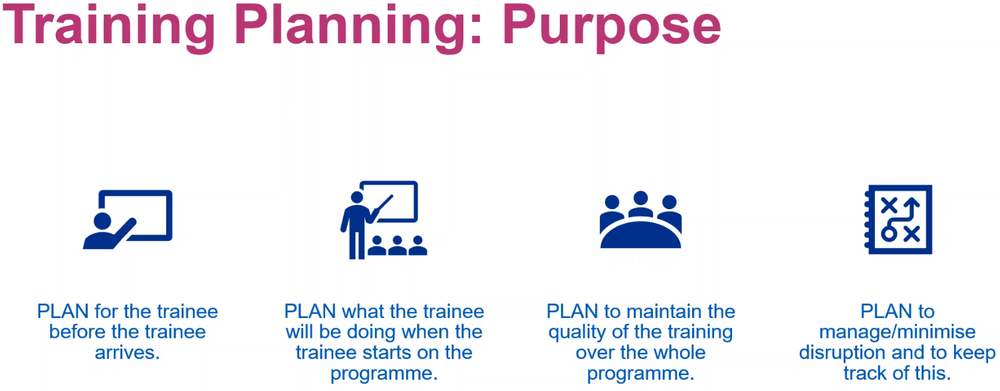 Training Planning: Purpose
PLAN for the trainee
before the trainee
arrives.
PLAN what the trainee
will be doing when the
trainee starts on the
programme.
PLAN to maintain the
quality of the training
over the whole
programme.
PLAN to
manage/minimise
disruption and to keep
track of this.